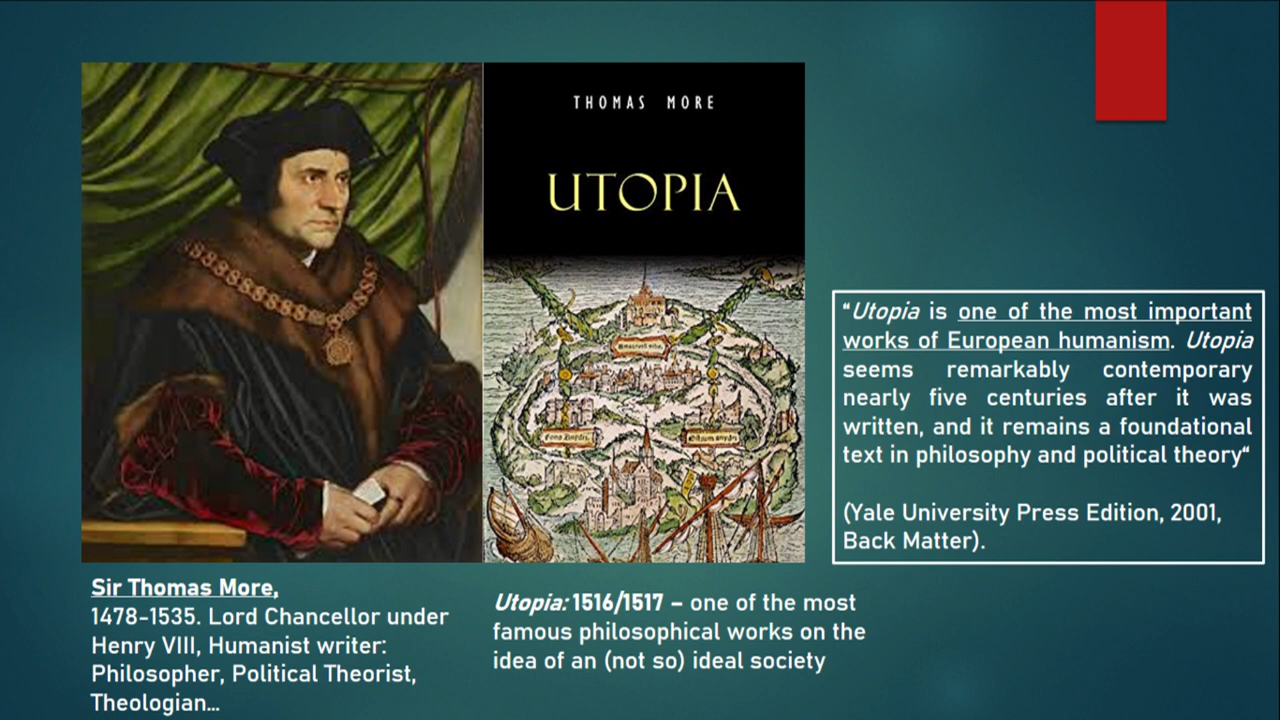 THOMAS MORE
UTOPIA
“Utopia is one of the most important
works of European humanism. Utopia
seems remarkably contemporary
nearly five centuries after it was
written, and it remains a foundational
text in philosophy and political theory“
(Yale University Press Edition, 2001,
Back Matter).
Sir Thomas More,
1478-1535. Lord Chancellor under
Henry VIII, Humanist writer:
Philosopher, Political Theorist,
Theologian...
Utopia: 1516/1517 – one of the most
famous philosophical works on the
idea of an (not so) ideal society